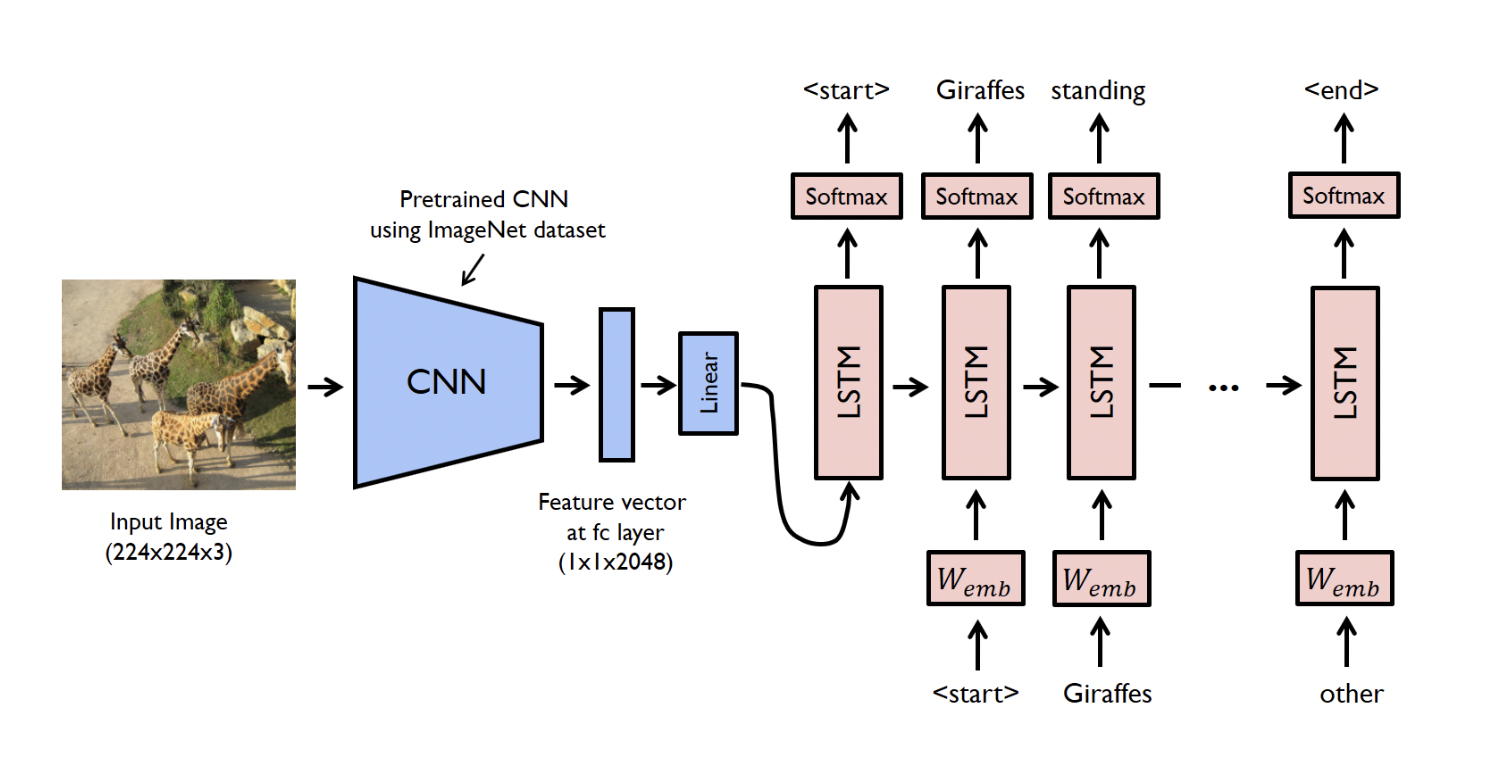 <start> Giraffes standing <end>
Softmax Softmax Softmax Softmax
Pretrained CNN
using ImageNet dataset
CNN
Linear
LSTM LSTM LSTM ... LSTM
Input Image
(224x224x3)
Feature vector
at fc layer
(1x1x2048)
W_emb W_emb W_emb
<start> Giraffes other